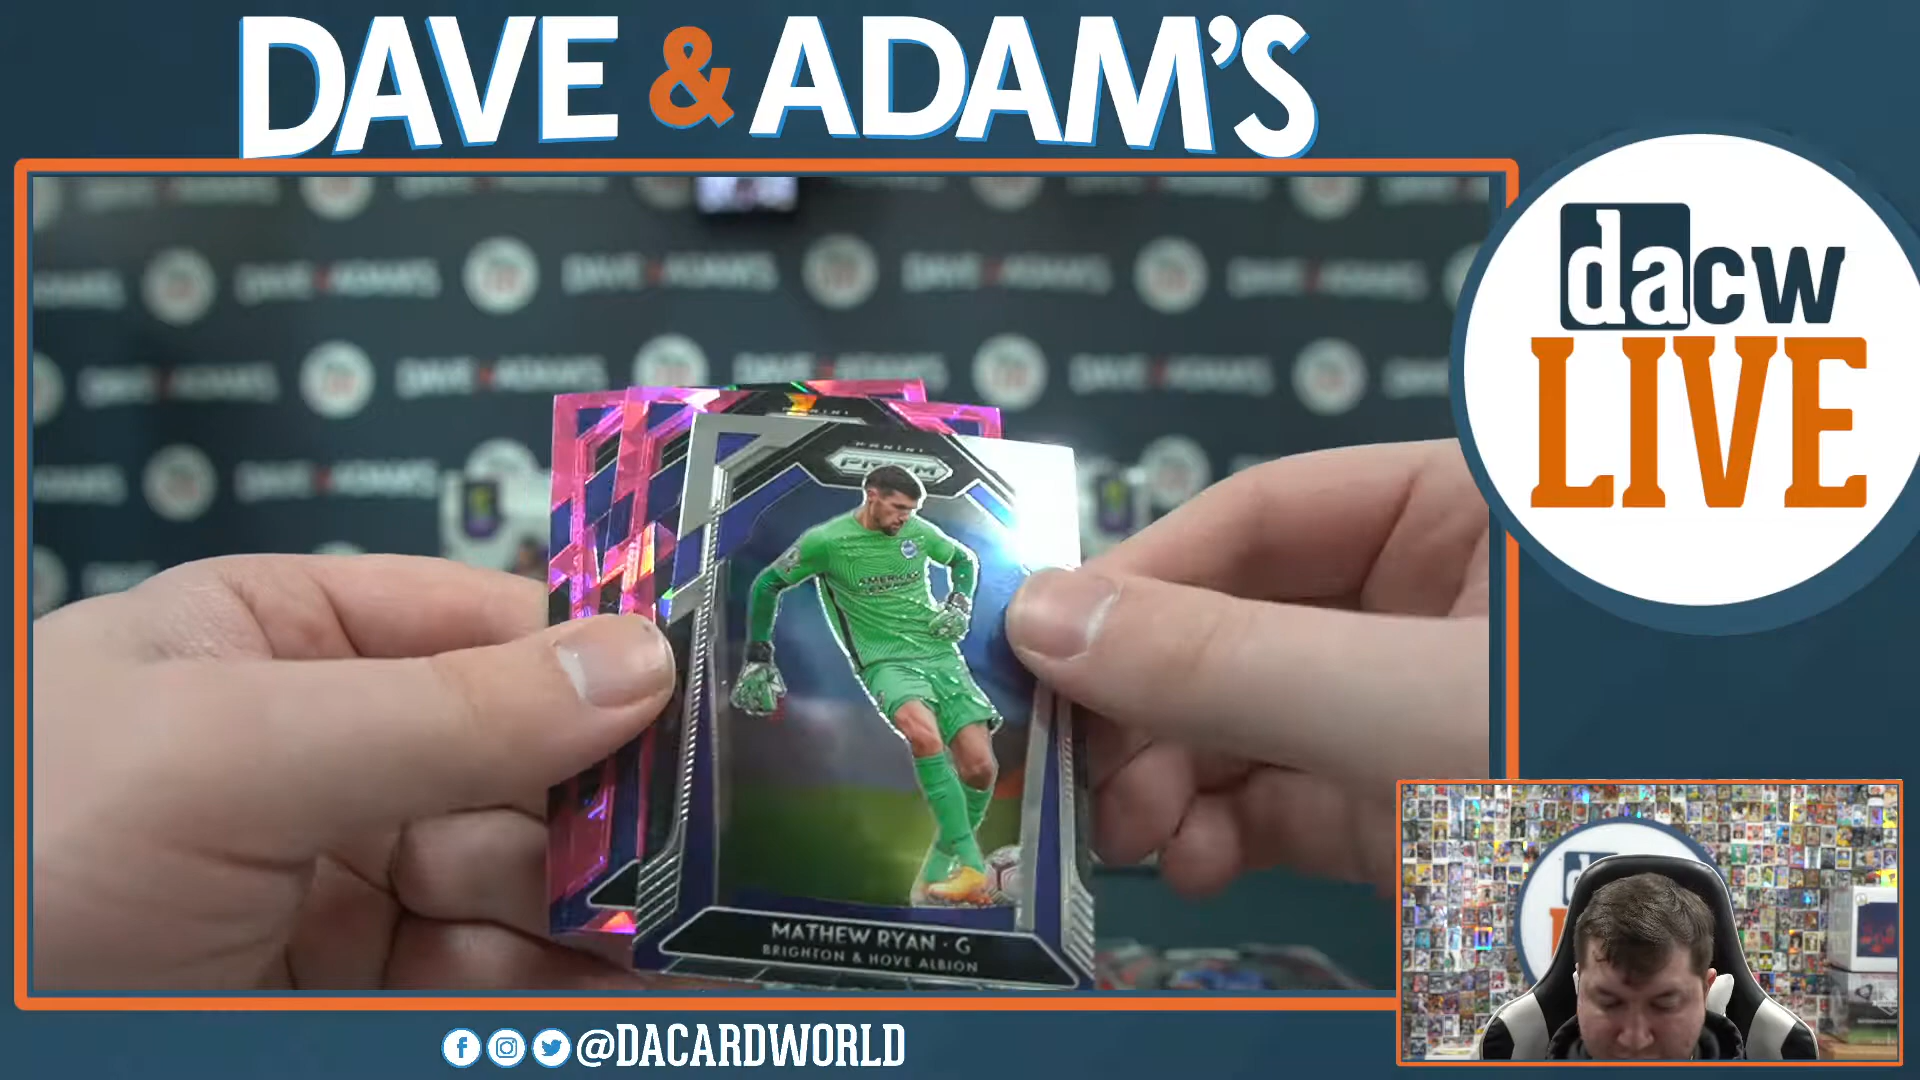 DAVE & ADAM'S
dacw
LIVE
PANINI
PRIZM
AMERICAN
MATHEW RYAN · G
BRIGHTON & HOVE ALBION
@DACARDWORLD